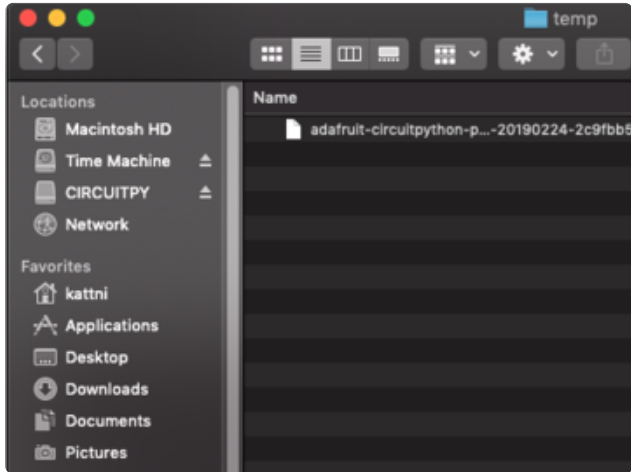 temp
Locations
Macintosh HD
Time Machine
CIRCUITPY
Network
Favorites
kattni
Applications
Desktop
Downloads
Documents
Pictures
Name
adafruit-circuitpython-p...-20190224-2c9fbb5